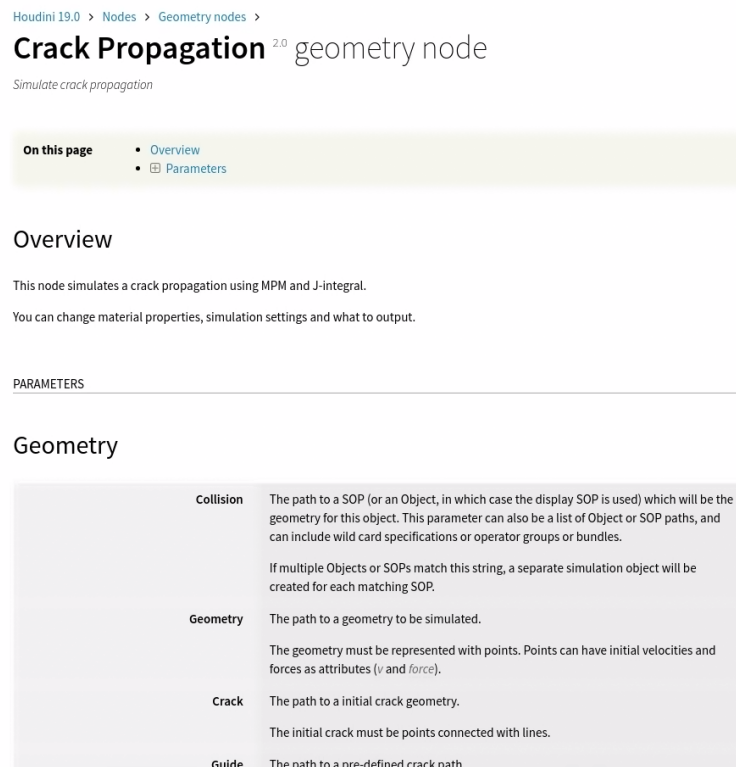 Houdini 19.0 > Nodes > Geometry nodes >
Crack Propagation 2.0 geometry node
Simulate crack propagation
On this page
• Overview
• Parameters
Overview
This node simulates a crack propagation using MPM and J-integral.
You can change material properties, simulation settings and what to output.
PARAMETERS
Geometry
Collision
The path to a SOP (or an Object, in which case the display SOP is used) which will be the
geometry for this object. This parameter can also be a list of Object or SOP paths, and
can include wild card specifications or operator groups or bundles.
If multiple Objects or SOPs match this string, a separate simulation object will be
created for each matching SOP.
Geometry
The path to a geometry to be simulated.
The geometry must be represented with points. Points can have initial velocities and
forces as attributes (v and force).
Crack
The path to a initial crack geometry.
The initial crack must be points connected with lines.
Guide
The path to a pre-defined crack path